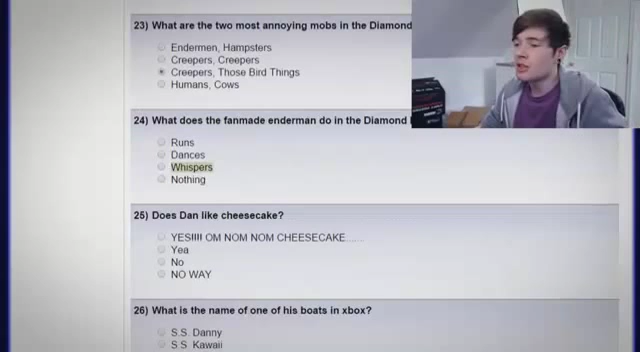 23) What are the two most annoying mobs in the Diamond
Endermen, Hampsters
Creepers, Creepers
Creepers, Those Bird Things
Humans, Cows
24) What does the fanmade enderman do in the Diamond
Runs
Dances
Whispers
Nothing
25) Does Dan like cheesecake?
YES!!!! OM NOM NOM CHEESECAKE......
Yea
No
NO WAY
26) What is the name of one of his boats in xbox?
S.S. Danny
S.S. Kawaii